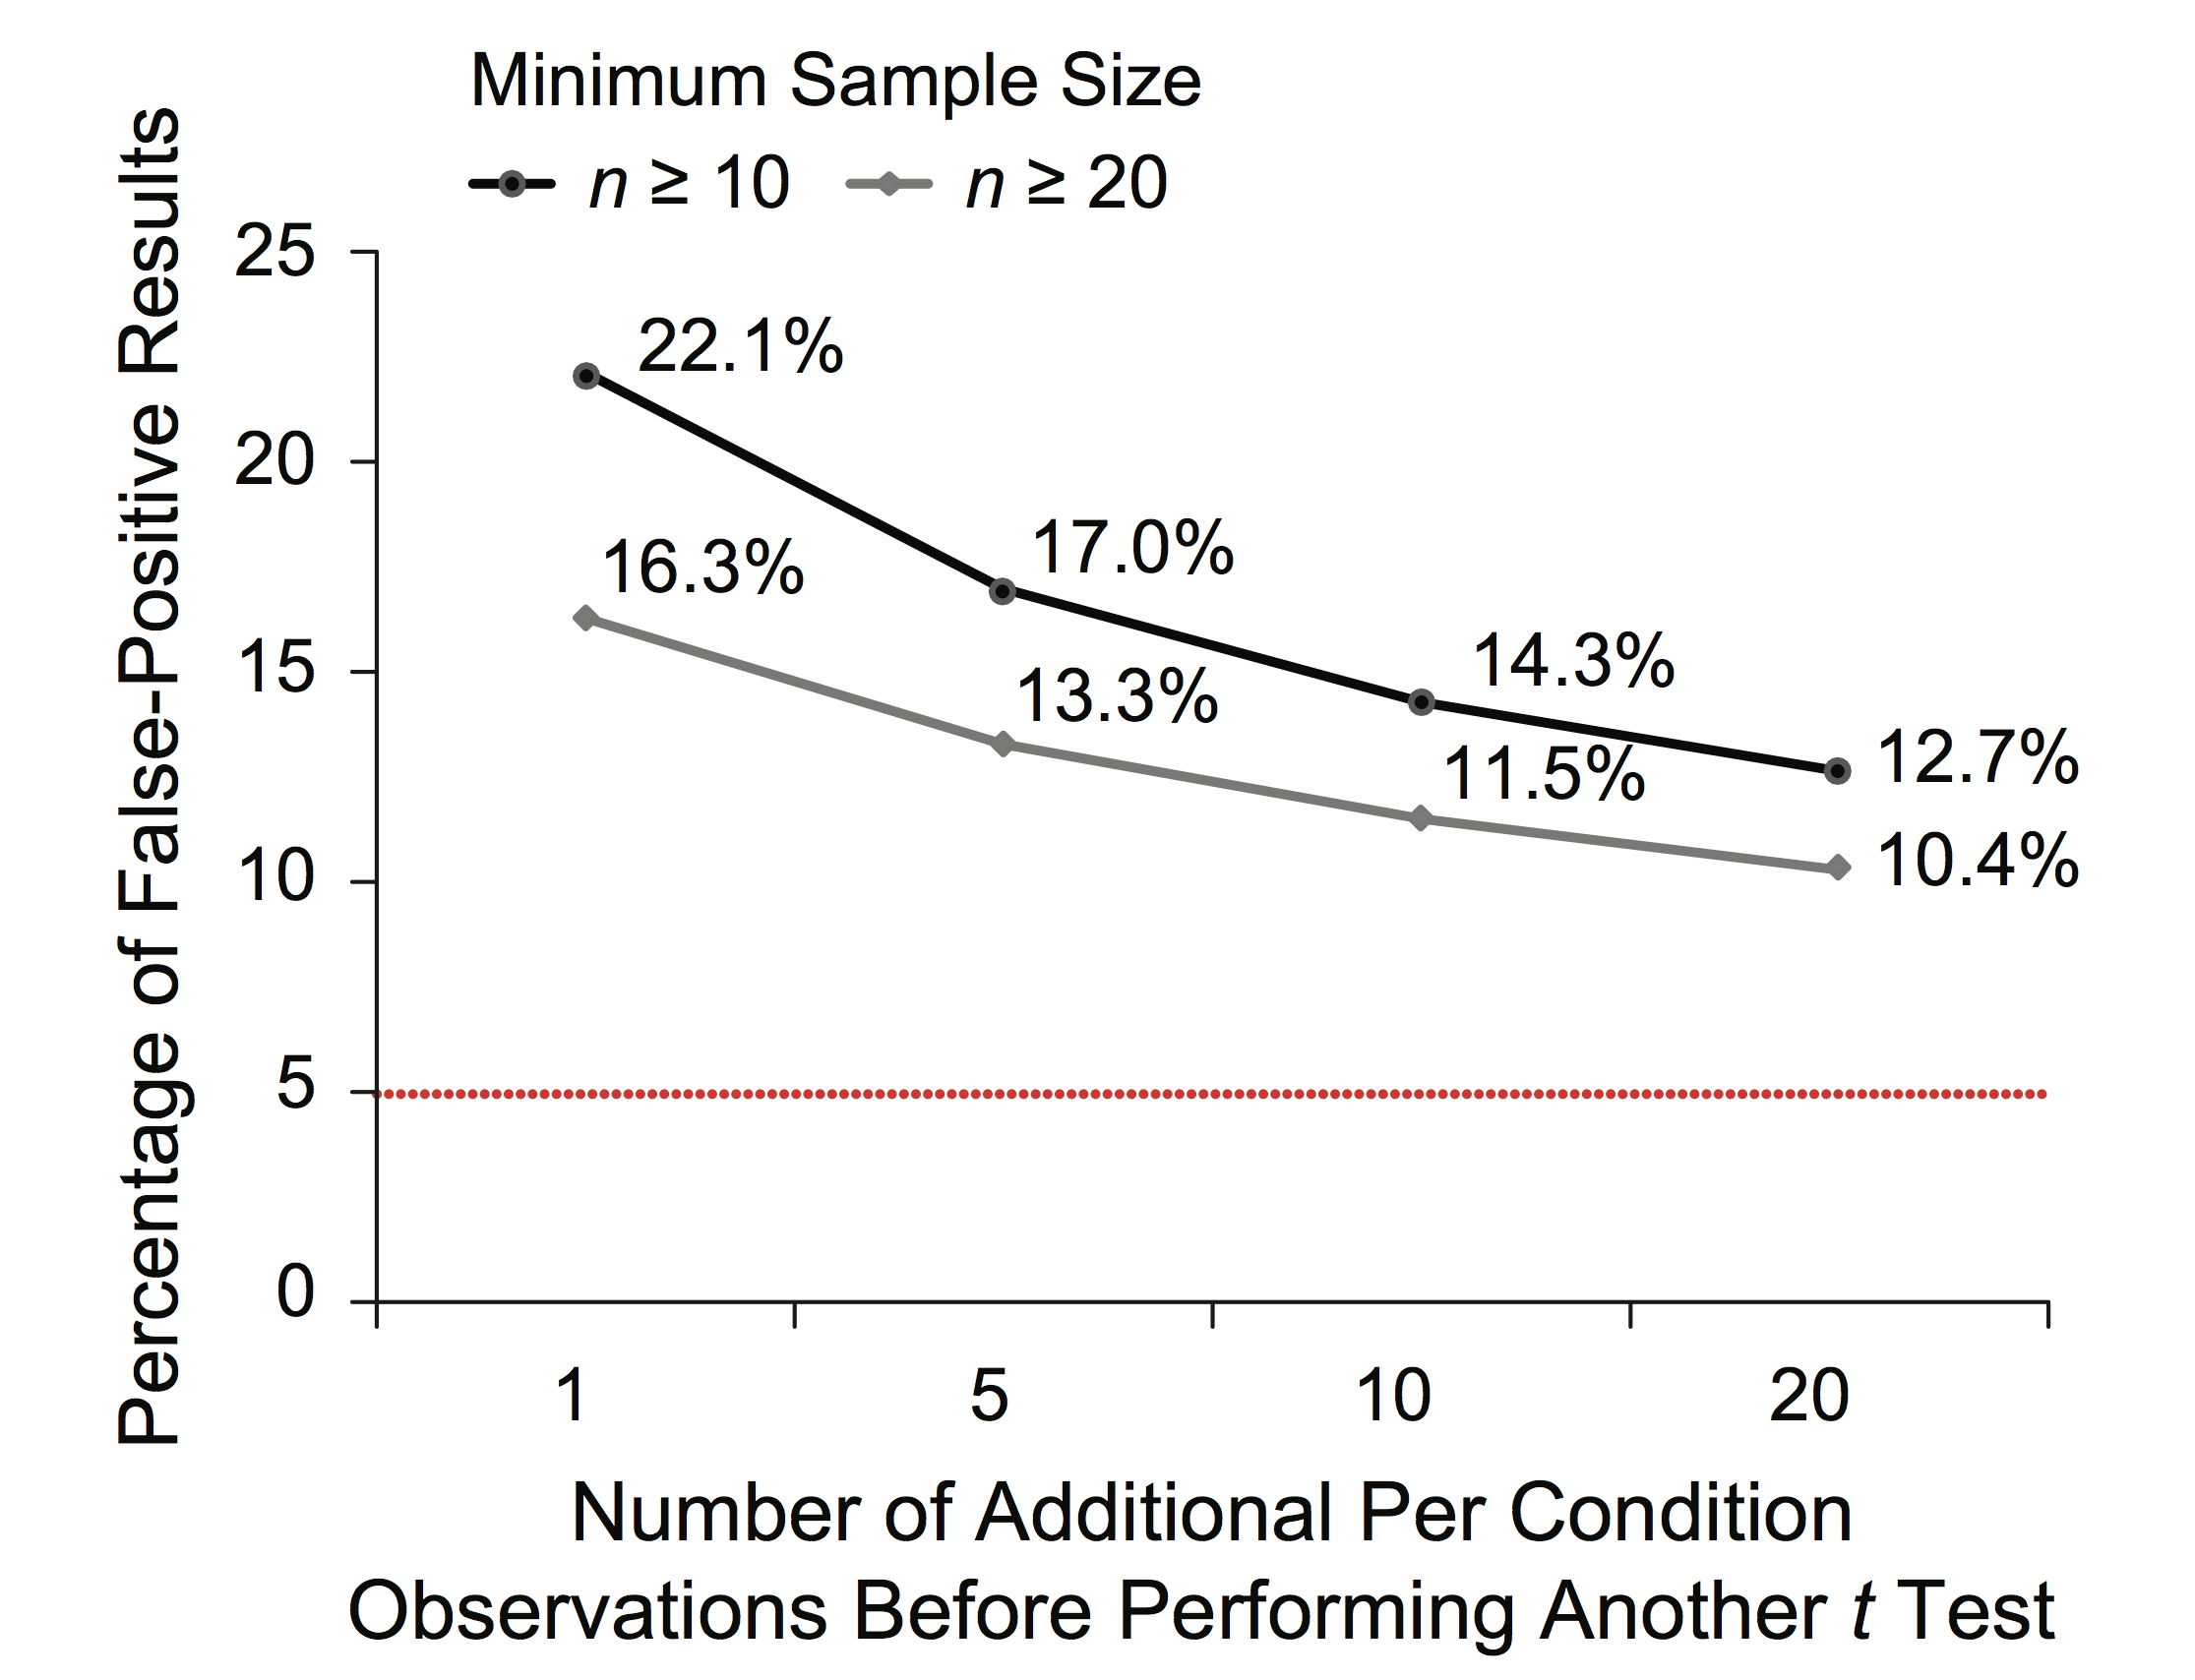 Minimum Sample Size
n ≥ 10 n ≥ 20
Percentage of False-Positive Results
25
20
15
10
5
0
22.1%
17.0%
14.3%
12.7%
16.3%
13.3%
11.5%
10.4%
1 5 10 20
Number of Additional Per Condition
Observations Before Performing Another t Test